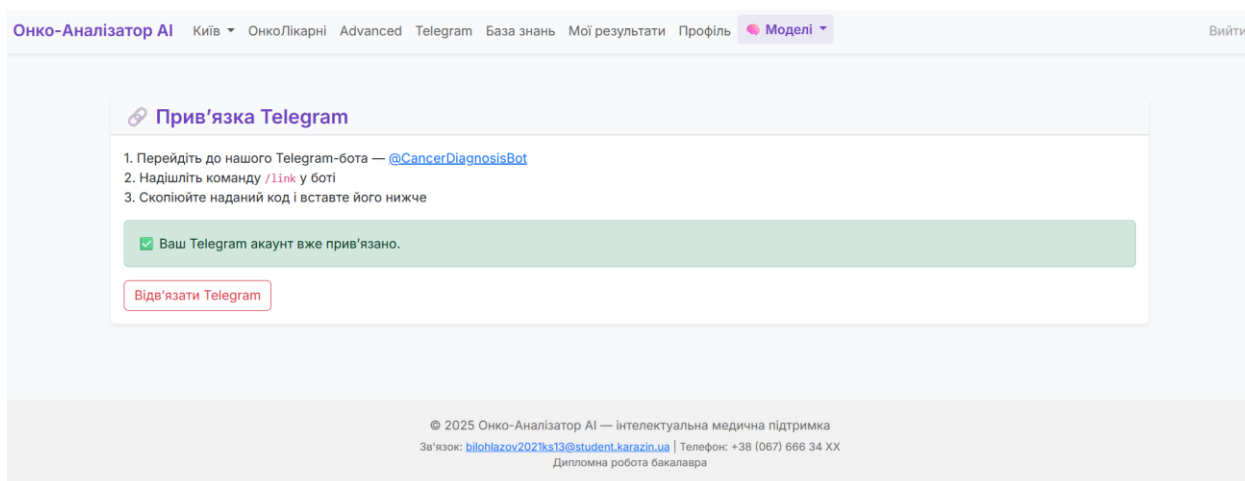 Онко-Аналізатор AI Київ ОнкоЛікарні Advanced Telegram База знань Мої результати Профіль Моделі Вийти
Прив'язка Telegram
1. Перейдіть до нашого Telegram-бота — @CancerDiagnosisBot
2. Надішліть команду /link у боті
3. Скопіюйте наданий код і вставте його нижче
Ваш Telegram акаунт вже прив'язано.
Відв'язати Telegram
© 2025 Онко-Аналізатор AI — інтелектуальна медична підтримка
Зв'язок: bilohlazov2021ks13@student.karazin.ua | Телефон: +38 (067) 666 34 XX
Дипломна робота бакалавра